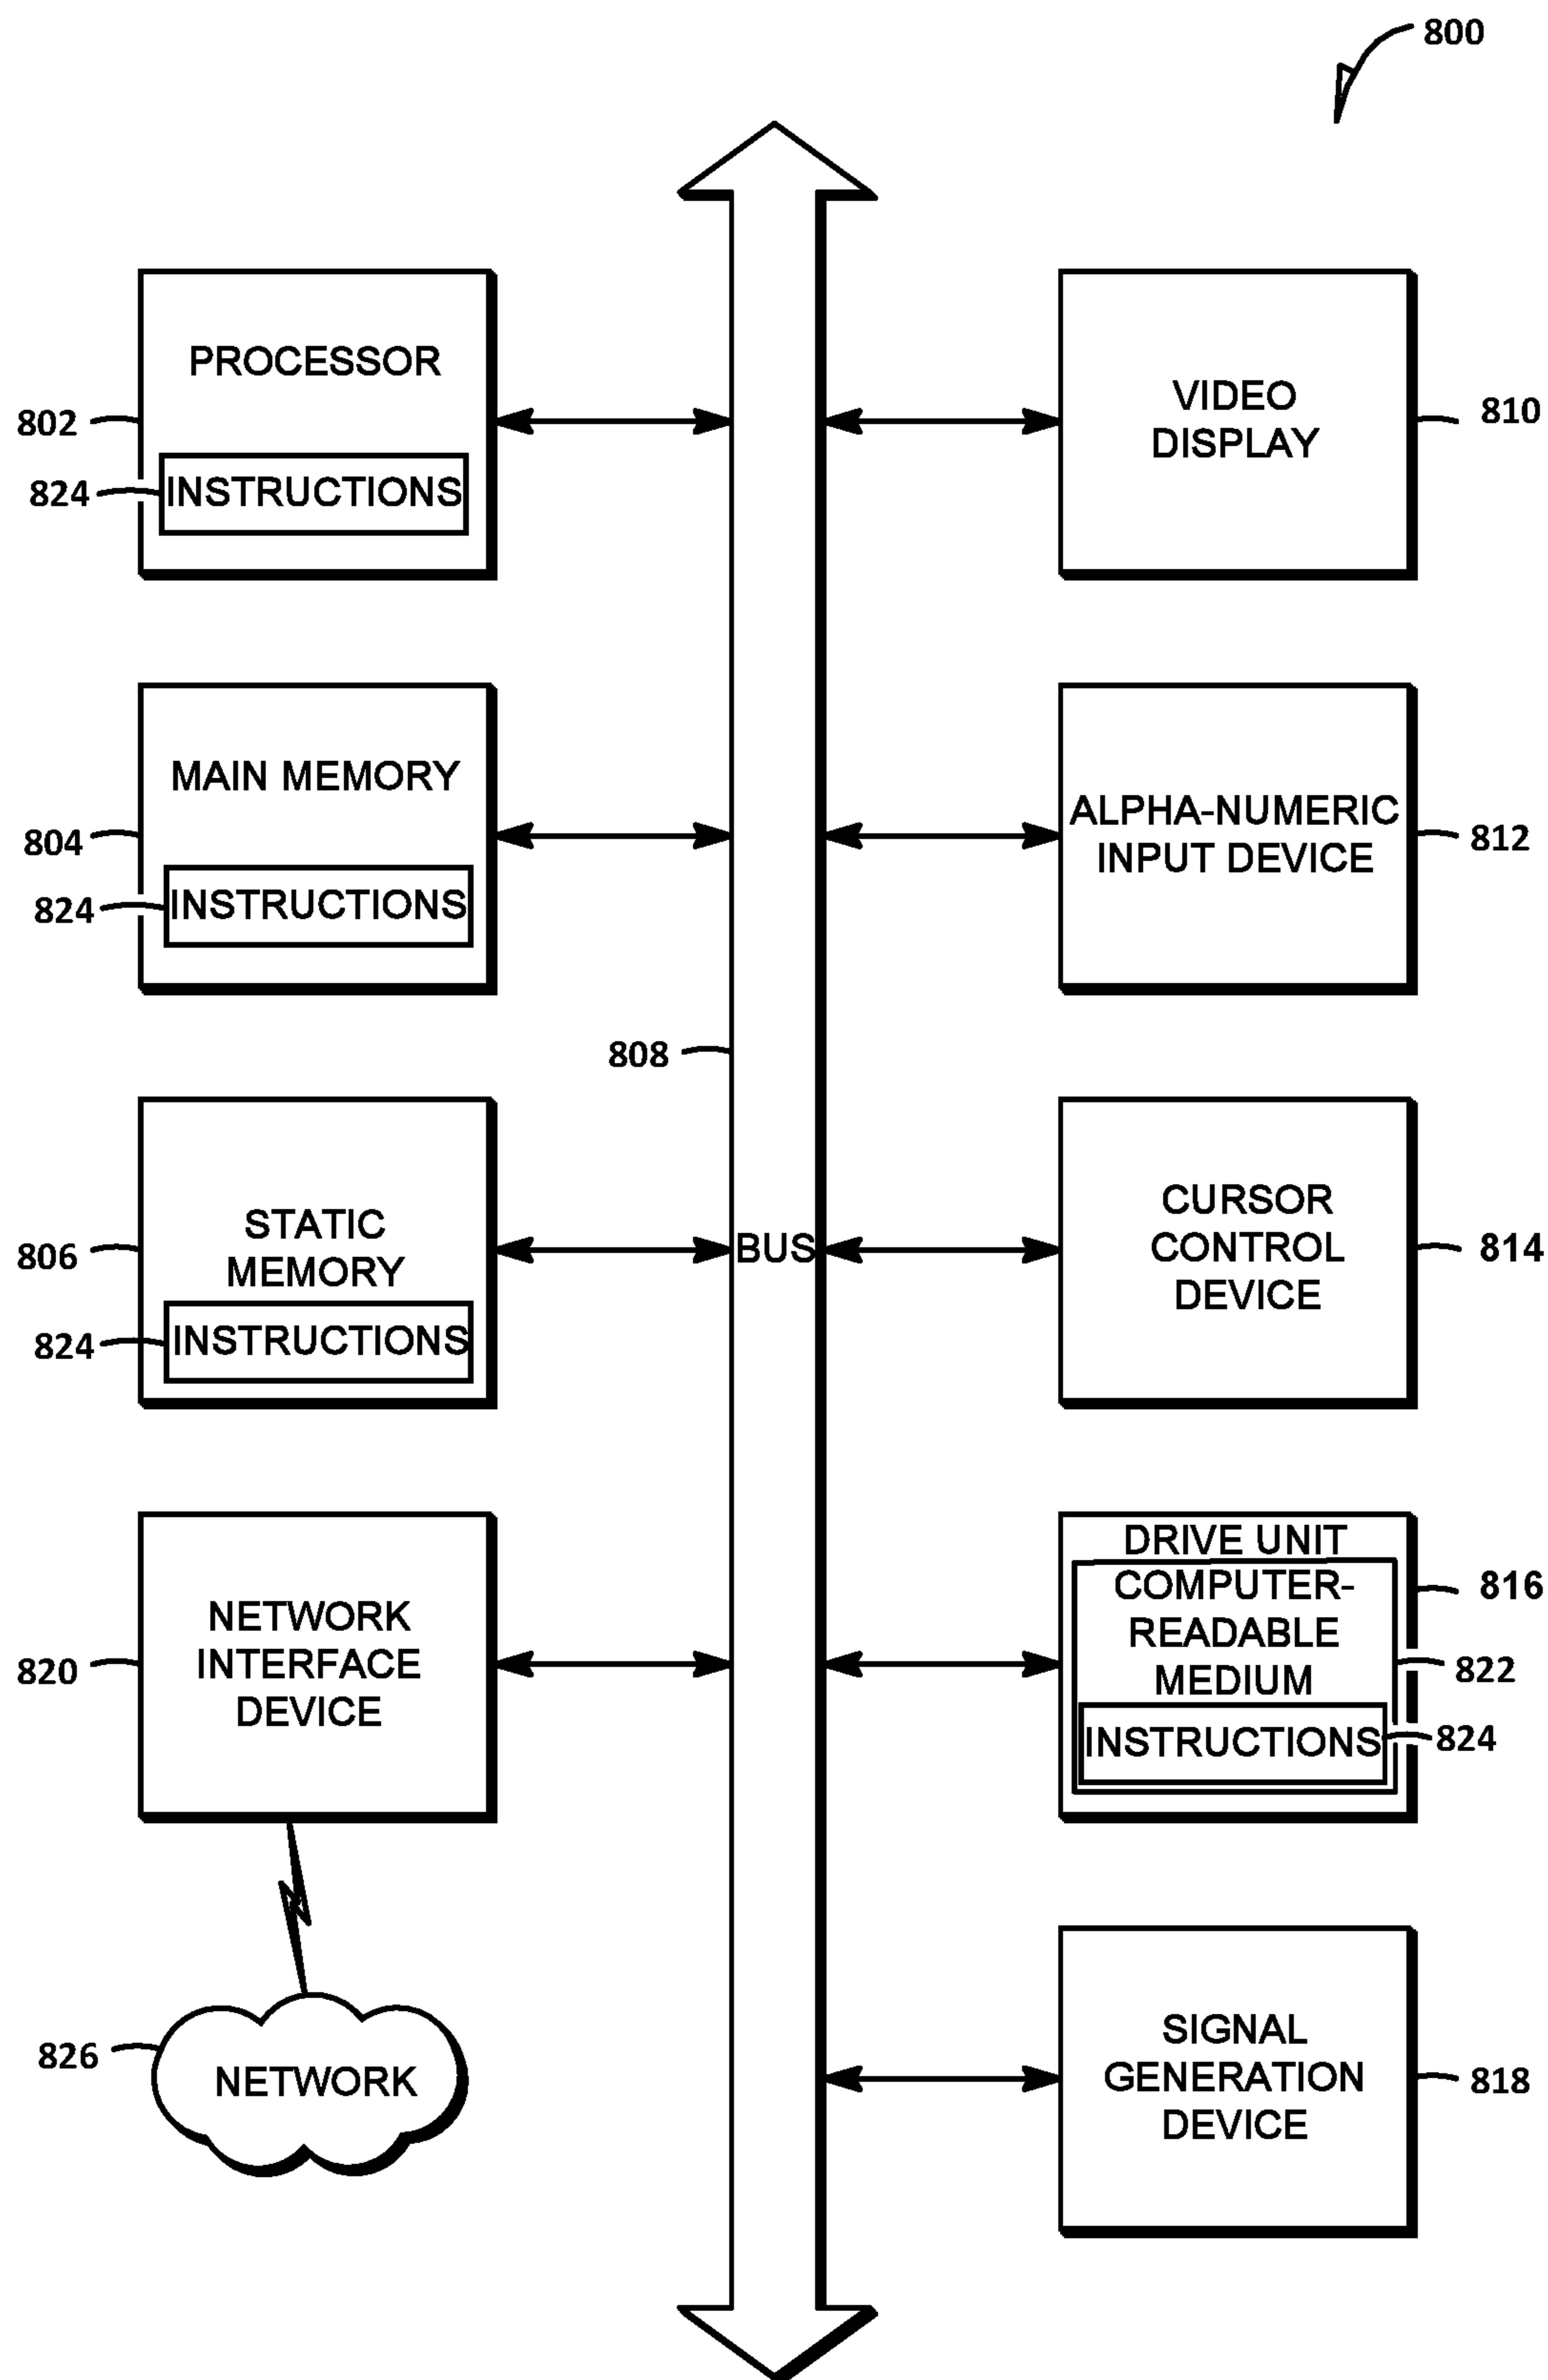 800
PROCESSOR
802
824
INSTRUCTIONS
VIDEO
DISPLAY
810
MAIN MEMORY
804
824
INSTRUCTIONS
ALPHA-NUMERIC
INPUT DEVICE
812
808
STATIC
MEMORY
806
824
INSTRUCTIONS
BUS
CURSOR
CONTROL
DEVICE
814
NETWORK
INTERFACE
DEVICE
820
DRIVE UNIT
COMPUTER-
READABLE
MEDIUM
INSTRUCTIONS
816
822
824
826
NETWORK
SIGNAL
GENERATION
DEVICE
818